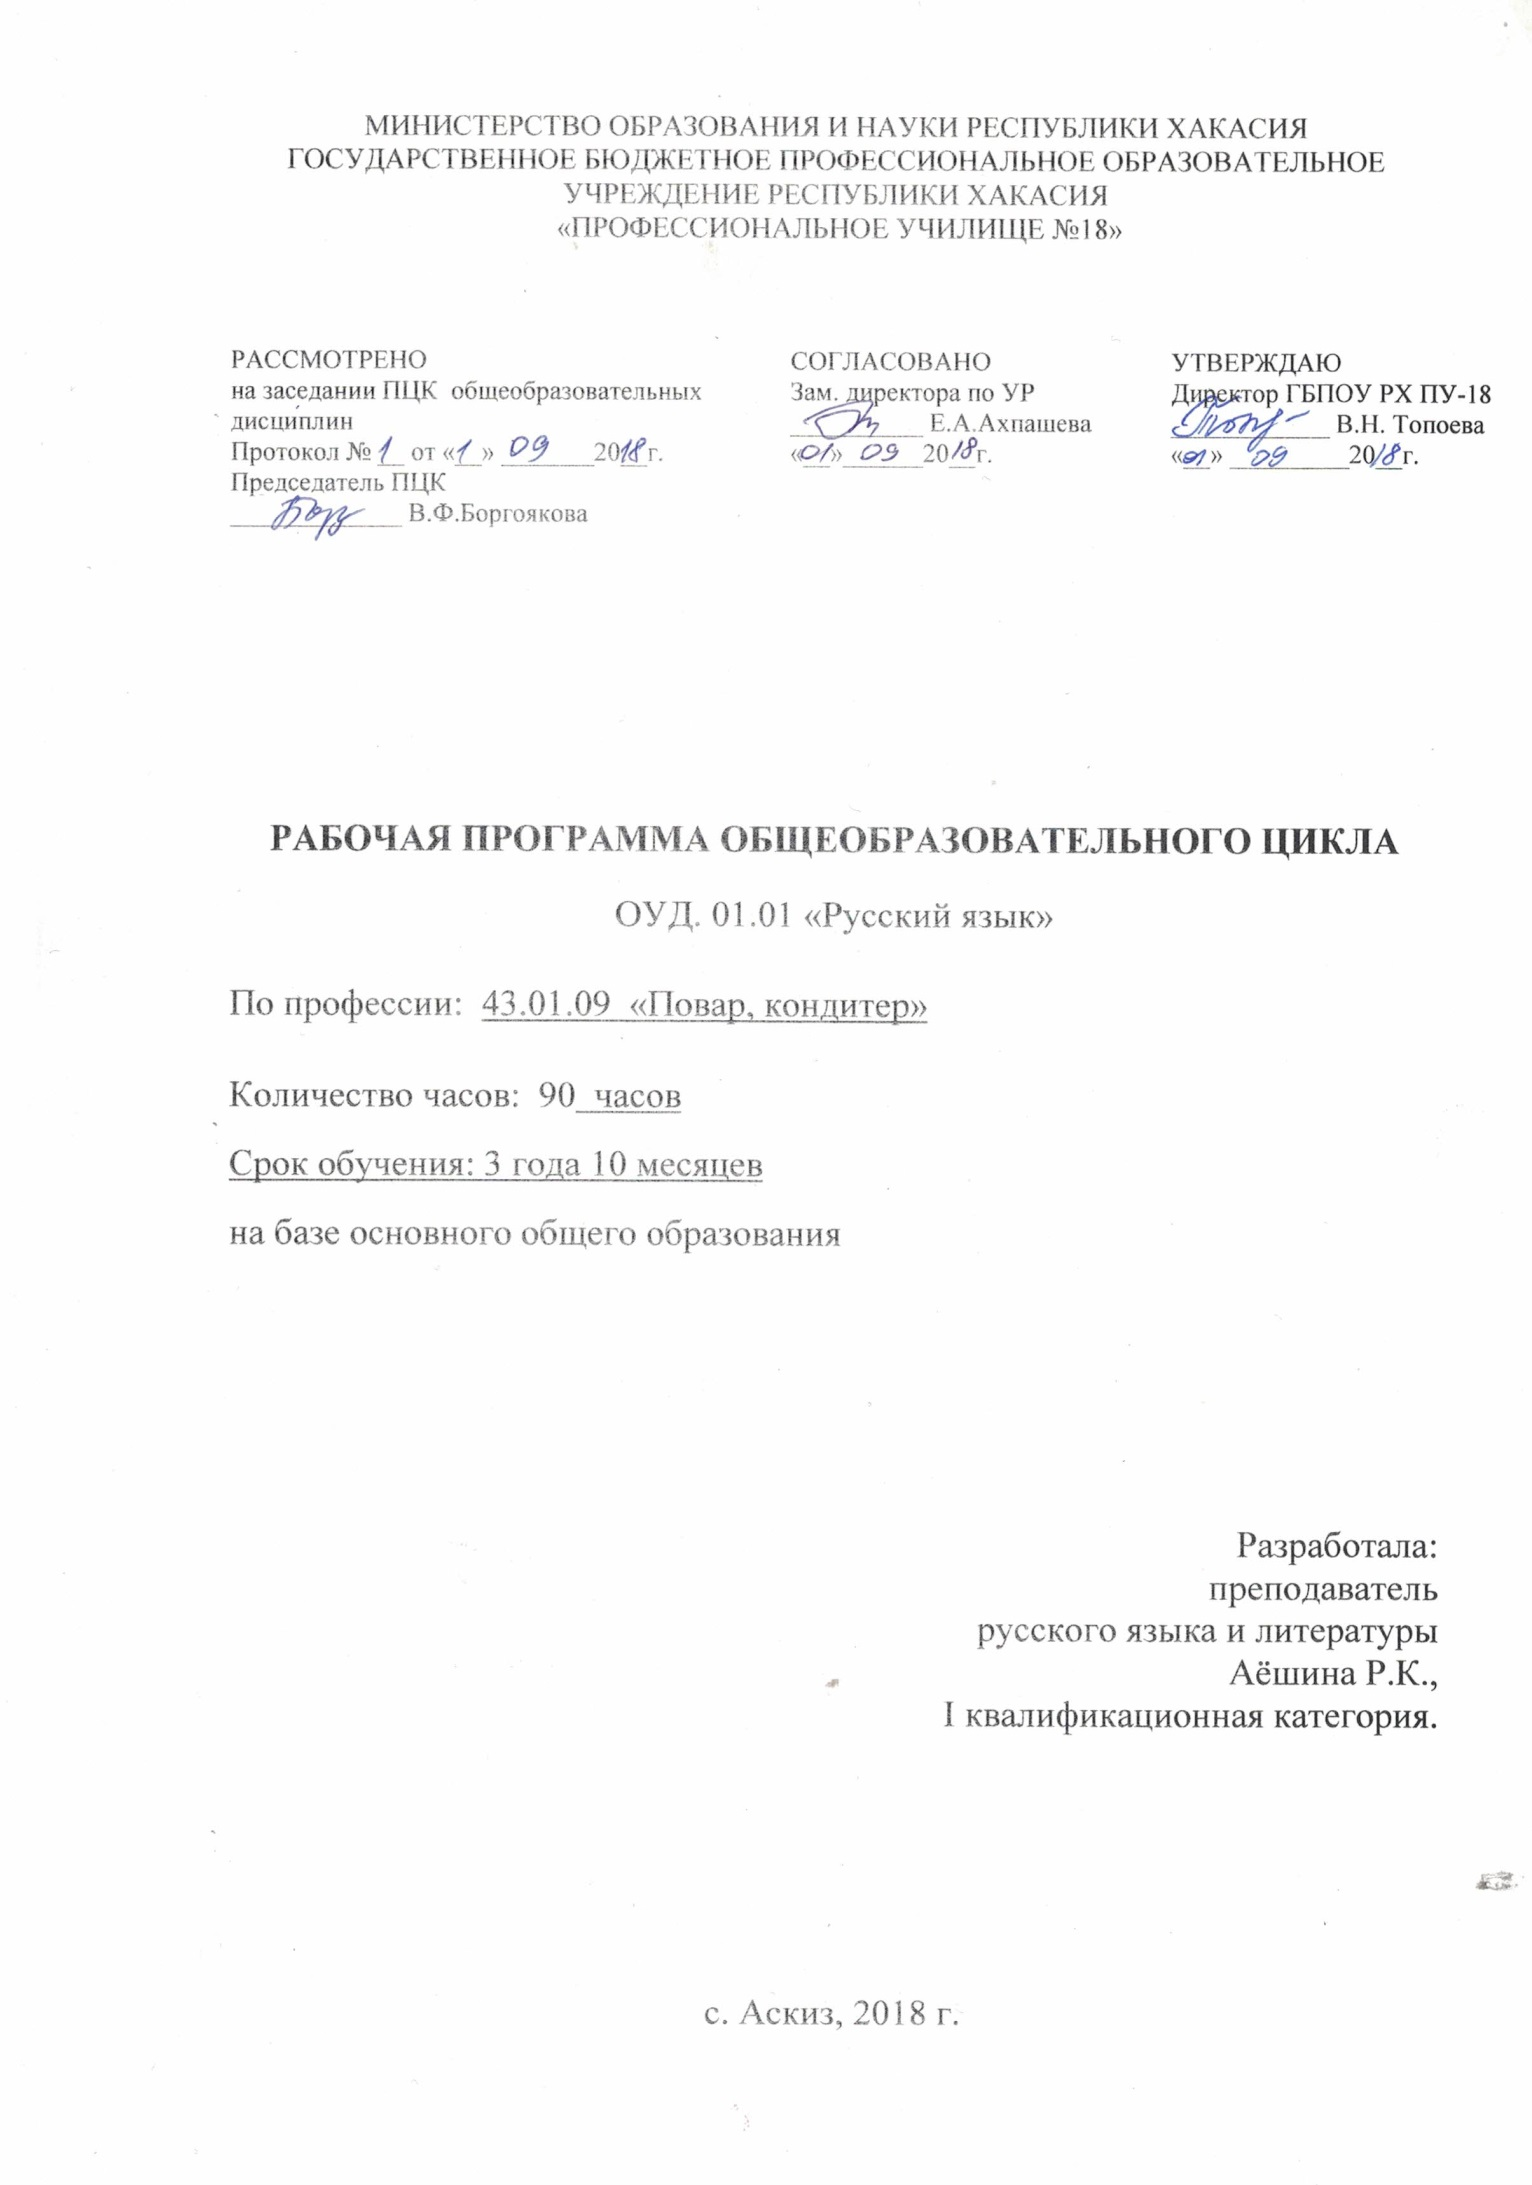 МИНИСТЕРСТВО ОБРАЗОВАНИЯ И НАУКИ РЕСПУБЛИКИ ХАКАСИЯ
ГОСУДАРСТВЕННОЕ БЮДЖЕТНОЕ ПРОФЕССИОНАЛЬНОЕ ОБРАЗОВАТЕЛЬНОЕ
УЧРЕЖДЕНИЕ РЕСПУБЛИКИ ХАКАСИЯ
«ПРОФЕССИОНАЛЬНОЕ УЧИЛИЩЕ №18»
РАССМОТРЕНО
на заседании ПЦК общеобразовательных
дисциплин
Протокол № 1 от «1» 09 2018г.
Председатель ПЦК
В.Ф.Боргоякова
СОГЛАСОВАНО
Зам. директора по УР
Е.А.Ахпашева
«01» 09 2018г.
УТВЕРЖДАЮ
Директор ГБПОУ РХ ПУ-18
В.Н. Топоева
«01» 09 2018г.
РАБОЧАЯ ПРОГРАММА ОБЩЕОБРАЗОВАТЕЛЬНОГО ЦИКЛА
ОУД. 01.01 «Русский язык»
По профессии: 43.01.09 «Повар, кондитер»
Количество часов: 90 часов
Срок обучения: 3 года 10 месяцев
на базе основного общего образования
Разработала:
преподаватель
русского языка и литературы
Аёшина Р.К.,
I квалификационная категория.
с. Аскиз, 2018 г.